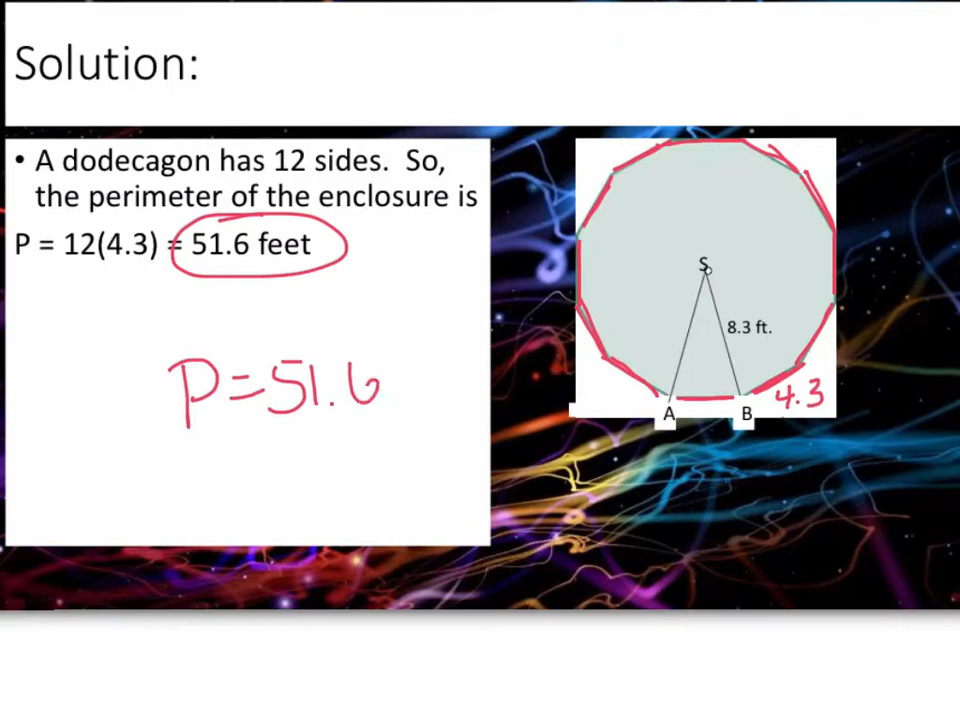 Solution:
• A dodecagon has 12 sides. So,
the perimeter of the enclosure is
P = 12(4.3) = 51.6 feet
P=51.6
S
8.3 ft.
4.3
A
B